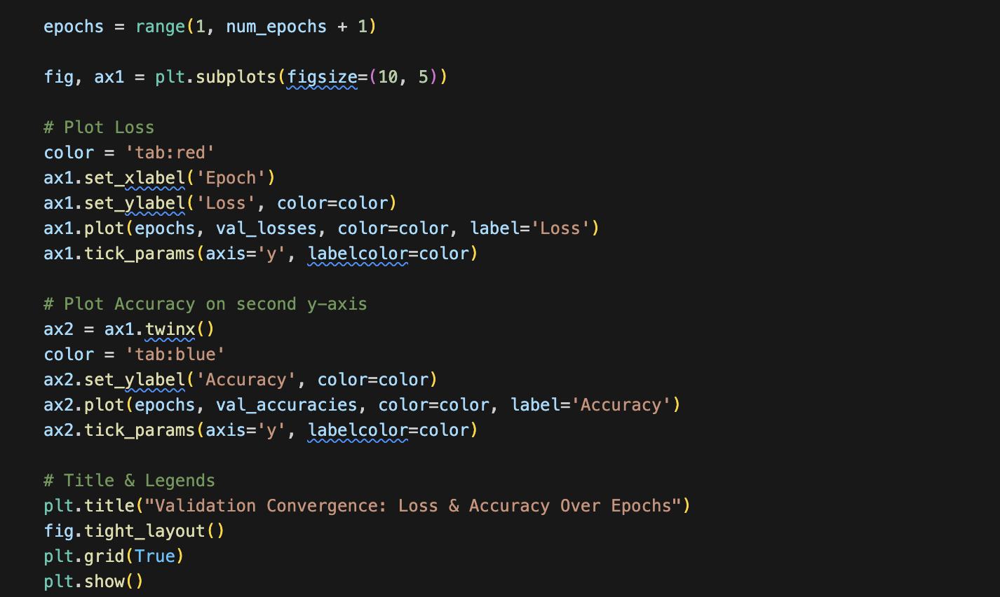 epochs = range(1, num_epochs + 1)
fig, ax1 = plt.subplots(figsize=(10, 5))
# Plot Loss
color = 'tab:red'
ax1.set_xlabel('Epoch')
ax1.set_ylabel('Loss', color=color)
ax1.plot(epochs, val_losses, color=color, label='Loss')
ax1.tick_params(axis='y', labelcolor=color)
# Plot Accuracy on second y-axis
ax2 = ax1.twinx()
color = 'tab:blue'
ax2.set_ylabel('Accuracy', color=color)
ax2.plot(epochs, val_accuracies, color=color, label='Accuracy')
ax2.tick_params(axis='y', labelcolor=color)
# Title & Legends
plt.title("Validation Convergence: Loss & Accuracy Over Epochs")
fig.tight_layout()
plt.grid(True)
plt.show()